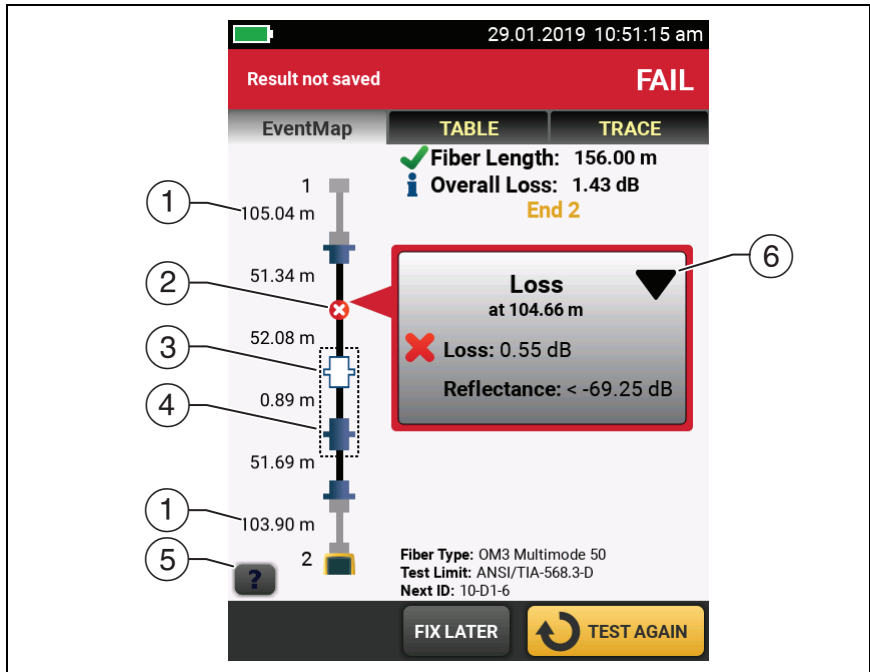 29.01.2019 10:51:15 am
Result not saved FAIL
EventMap TABLE TRACE
Fiber Length: 156.00 m
Overall Loss: 1.43 dB
End 2
1
1 105.04 m
2 51.34 m
Loss
at 104.66 m
6
Loss: 0.55 dB
Reflectance: < -69.25 dB
3 52.08 m
4 0.89 m
51.69 m
1 103.90 m
5 ? 2
Fiber Type: OM3 Multimode 50
Test Limit: ANSI/TIA-568.3-D
Next ID: 10-D1-6
FIX LATER TEST AGAIN